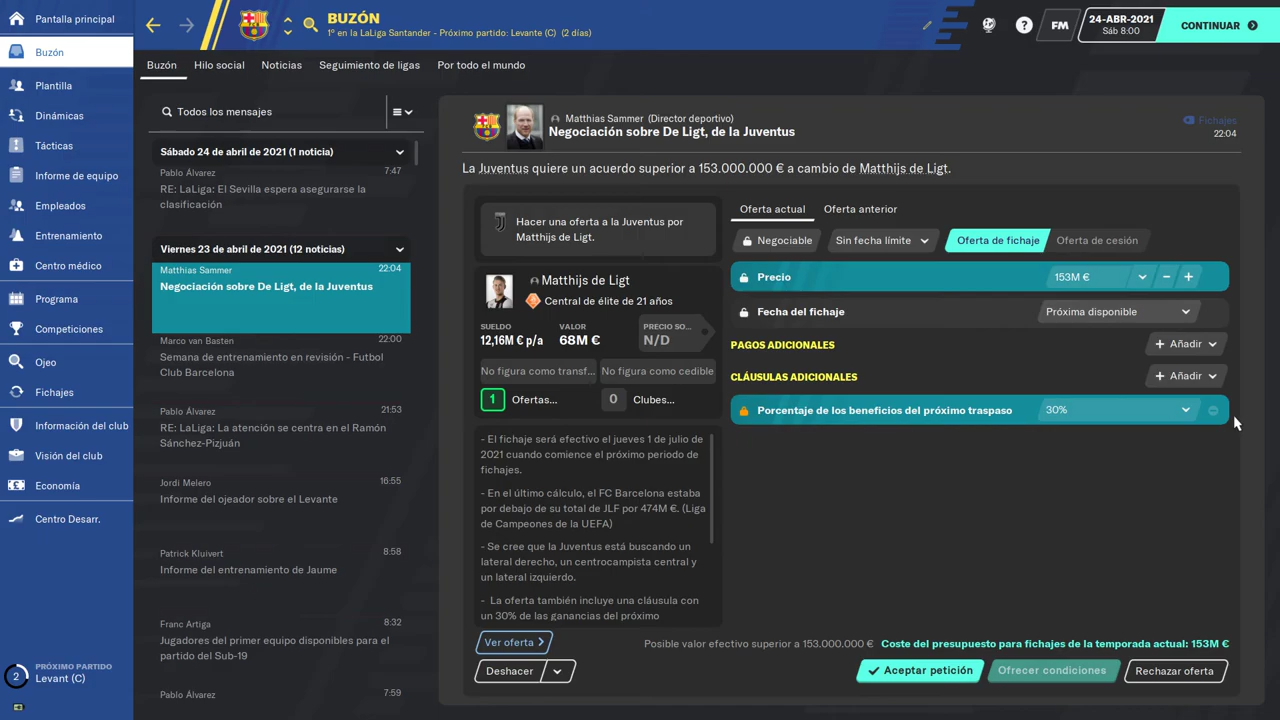 Pantalla principal
Buzón
Plantilla
Dinámicas
Tácticas
Informe de equipo
Empleados
Entrenamiento
Centro médico
Programa
Competiciones
Ojeo
Fichajes
Información del club
Visión del club
Economía
Centro Desarr.
2
PRÓXIMO PARTIDO
Levant (C)
BUZÓN
1º en la LaLiga Santander - Próximo partido: Levante (C) (2 días)
FM
24-ABR-2021
Sáb 8:00
CONTINUAR
Buzón
Hilo social
Noticias
Seguimiento de ligas
Por todo el mundo
Todos los mensajes
Sábado 24 de abril de 2021 (1 noticia)
Pablo Álvarez 7:47
RE: LaLiga: El Sevilla espera asegurarse la
clasificación
Viernes 23 de abril de 2021 (12 noticias)
Matthias Sammer 22:04
Negociación sobre De Ligt, de la Juventus
Marco van Basten 22:00
Semana de entrenamiento en revisión - Futbol
Club Barcelona
Pablo Álvarez 21:53
RE: LaLiga: La atención se centra en el Ramón
Sánchez-Pizjuán
Jordi Melero 16:55
Informe del ojeador sobre el Levante
Patrick Kluivert 8:58
Informe del entrenamiento de Jaume
Franc Artiga 8:32
Jugadores del primer equipo disponibles para el
partido del Sub-19
Pablo Álvarez 7:59
Matthias Sammer (Director deportivo)
Negociación sobre De Ligt, de la Juventus
Fichajes
22:04
La Juventus quiere un acuerdo superior a 153.000.000 € a cambio de Matthijs de Ligt.
Hacer una oferta a la Juventus por
Matthijs de Ligt.
Matthijs de Ligt
Central de élite de 21 años
SUELDO
12,16M € p/a
VALOR
68M €
PRECIO SO...
N/D
No figura como transf...
No figura como cedible
1 Ofertas...
0 Clubes...
- El fichaje será efectivo el jueves 1 de julio de
2021 cuando comience el próximo periodo de
fichajes.
- En el último cálculo, el FC Barcelona estaba
por debajo de su total de JLF por 474M €. (Liga
de Campeones de la UEFA)
- Se cree que la Juventus está buscando un
lateral derecho, un centrocampista central y
un lateral izquierdo.
- La oferta también incluye una cláusula con
un 30% de las ganancias del próximo
Oferta actual
Oferta anterior
Negociable
Sin fecha límite
Oferta de fichaje
Oferta de cesión
Precio
153M €
Fecha del fichaje
Próxima disponible
PAGOS ADICIONALES
Añadir
CLÁUSULAS ADICIONALES
Añadir
Porcentaje de los beneficios del próximo traspaso
30%
Ver oferta
Posible valor efectivo superior a 153.000.000 €
Coste del presupuesto para fichajes de la temporada actual: 153M €
Deshacer
Aceptar petición
Ofrecer condiciones
Rechazar oferta